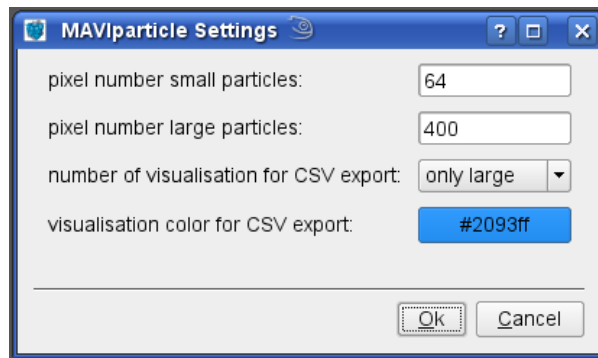 MAVIparticle Settings
pixel number small particles: 64
pixel number large particles: 400
number of visualisation for CSV export: only large
visualisation color for CSV export: #2093ff
Ok Cancel